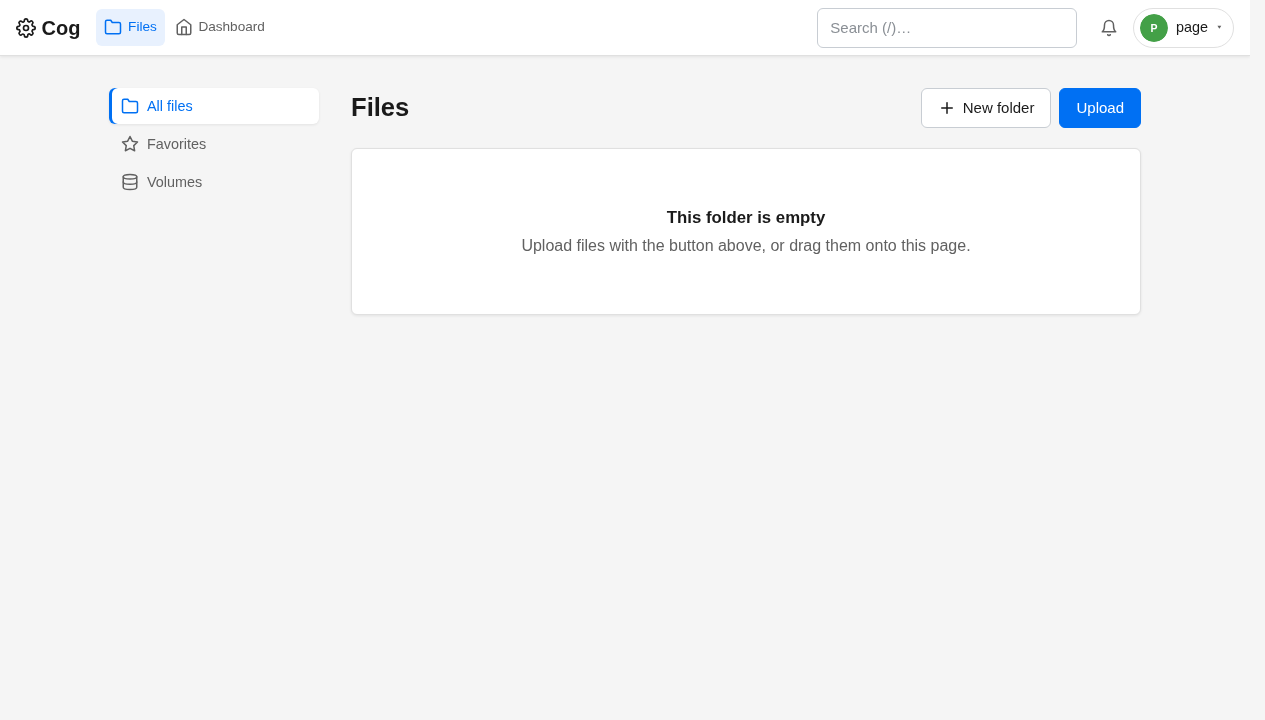 Cog
Files
Dashboard
Search (/)…
P
page
All files
Favorites
Volumes
Files
New folder
Upload
This folder is empty
Upload files with the button above, or drag them onto this page.